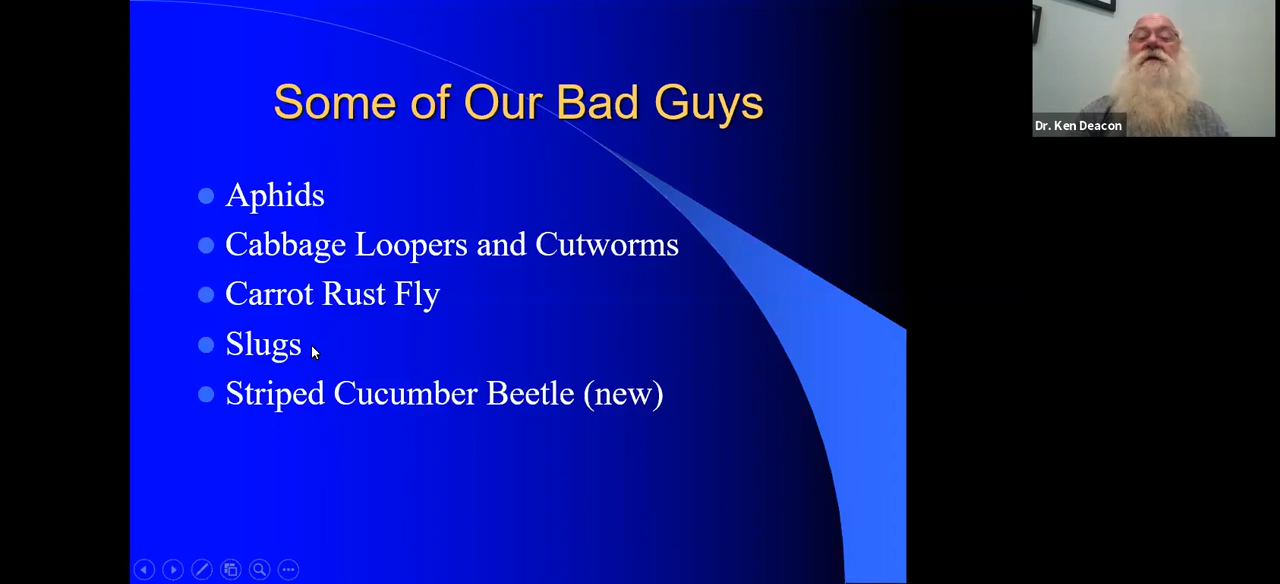 Some of Our Bad Guys
Aphids
Cabbage Loopers and Cutworms
Carrot Rust Fly
Slugs
Striped Cucumber Beetle (new)
Dr. Ken Deacon